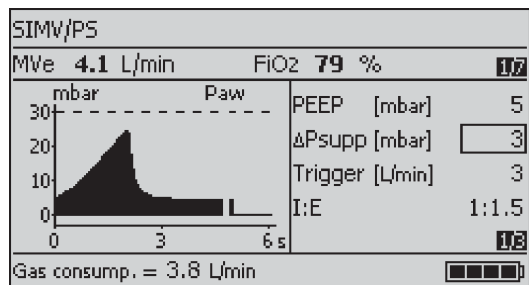 SIMV/PS
MVe 4.1 L/min FiO2 79 % 1/7
mbar Paw
30
20
10
0
0 3 6 s
PEEP [mbar] 5
ΔPsupp [mbar] 3
Trigger [L/min] 3
I:E 1:1.5
1/3
Gas consump. = 3.8 L/min